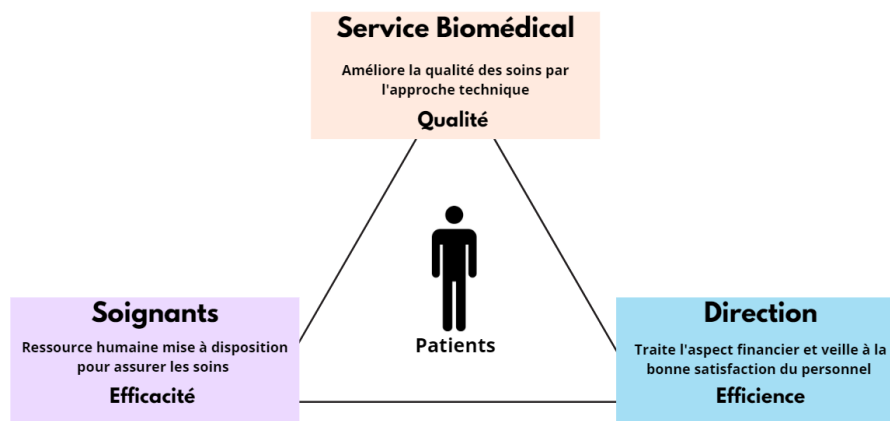 Service Biomédical
Améliore la qualité des soins par
l'approche technique
Qualité
Patients
Soignants
Ressource humaine mise à disposition
pour assurer les soins
Efficacité
Direction
Traite l'aspect financier et veille à la
bonne satisfaction du personnel
Efficience